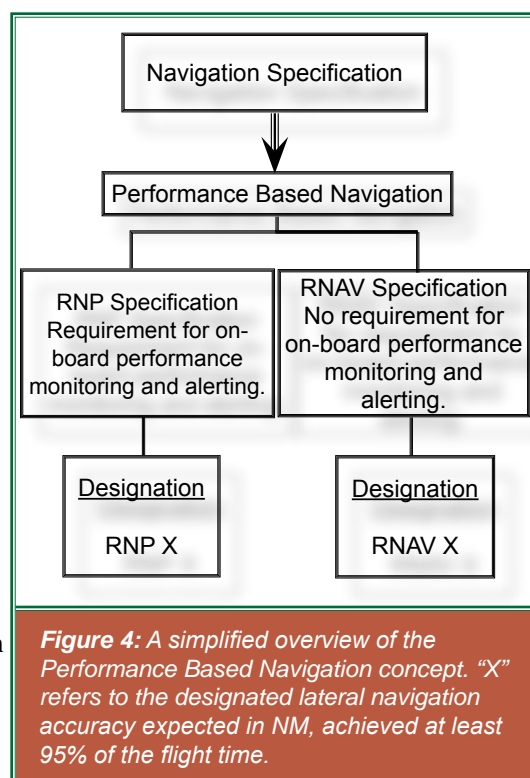 Navigation Specification
Performance Based Navigation
RNP Specification
Requirement for on-
board performance
monitoring and alerting.
RNAV Specification
No requirement for
on-board performance
monitoring and
alerting.
Designation
RNP X
Designation
RNAV X
Figure 4: A simplified overview of the
Performance Based Navigation concept. “X”
refers to the designated lateral navigation
accuracy expected in NM, achieved at least
95% of the flight time.